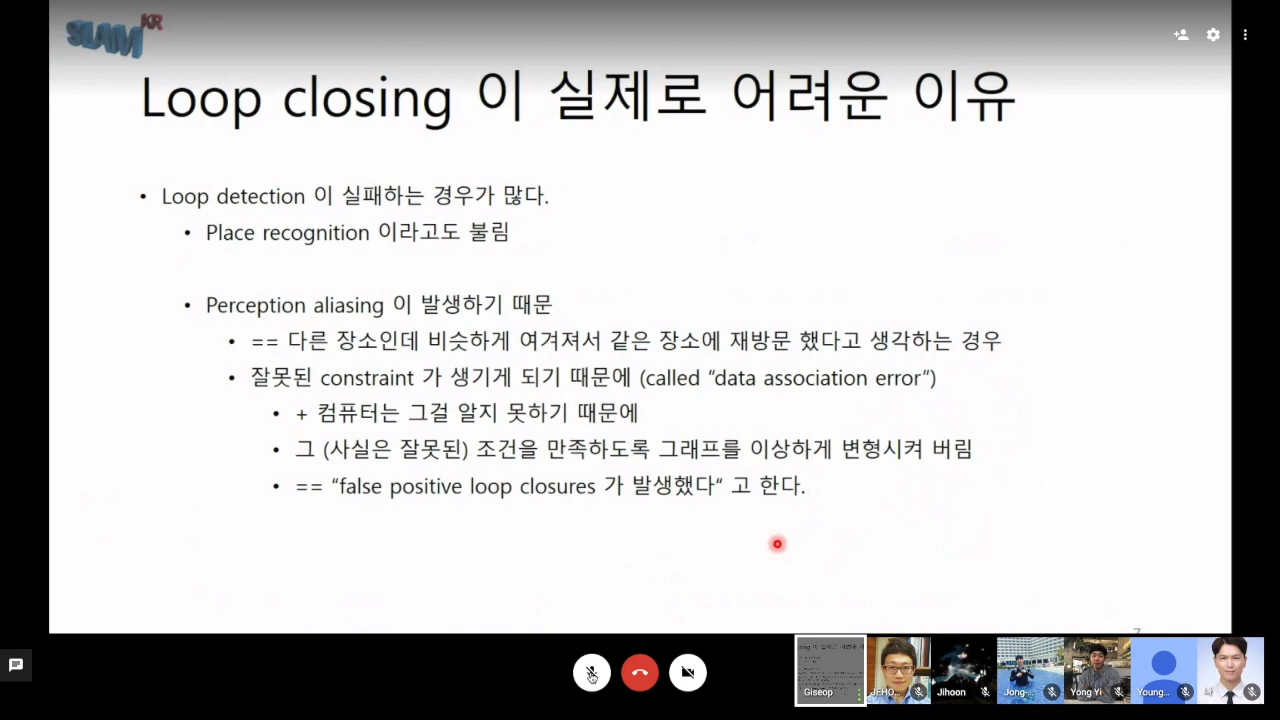 SLAM KR
Loop closing 이 실제로 어려운 이유
• Loop detection 이 실패하는 경우가 많다.
• Place recognition 이라고도 불림
• Perception aliasing 이 발생하기 때문
• == 다른 장소인데 비슷하게 여겨져서 같은 장소에 재방문 했다고 생각하는 경우
• 잘못된 constraint 가 생기게 되기 때문에 (called “data association error”)
• + 컴퓨터는 그걸 알지 못하기 때문에
• 그 (사실은 잘못된) 조건을 만족하도록 그래프를 이상하게 변형시켜 버림
• == “false positive loop closures 가 발생했다“ 고 한다.
Giseop
JEHO...
Jihoon
Jong-...
Yong Yi
Young...
나